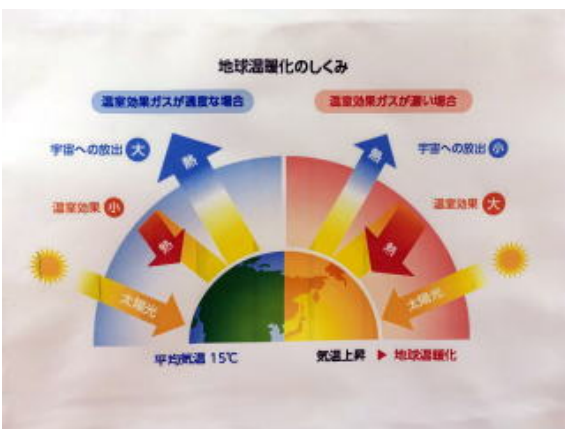 地球温暖化のしくみ
温室効果ガスが適度な場合
温室効果ガスが濃い場合
宇宙への放出 大
熱
温室効果 小
熱
太陽光
平均気温 15℃
熱
宇宙への放出 小
温室効果 大
熱
太陽光
気温上昇 ▶ 地球温暖化